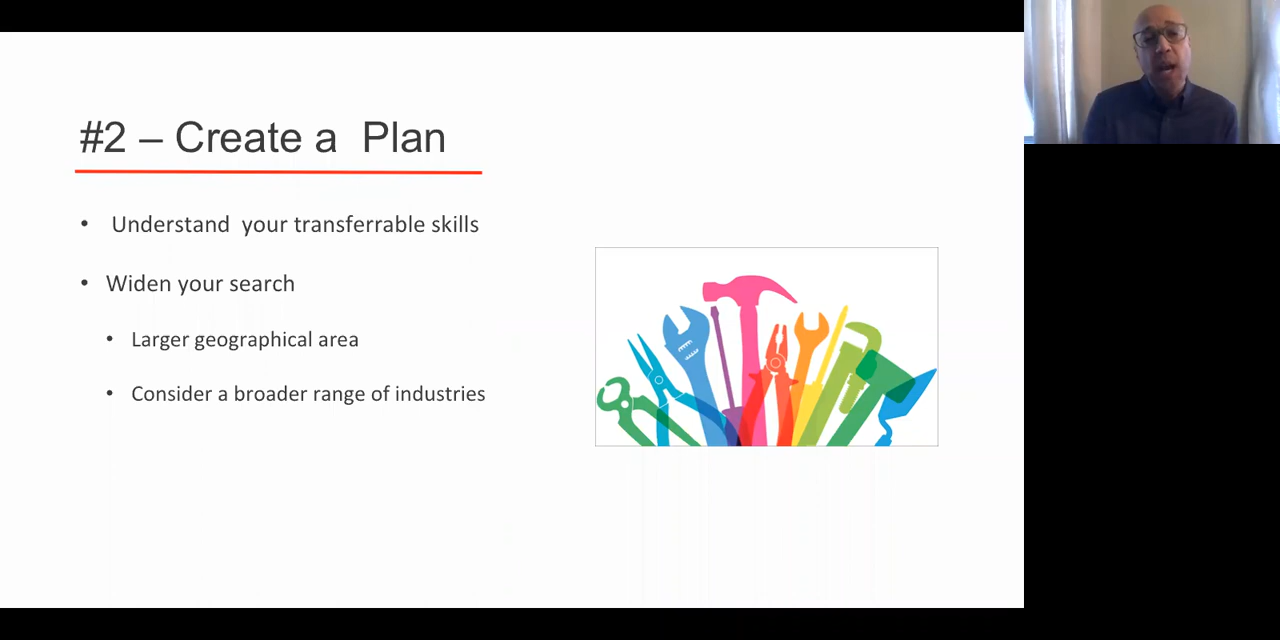 #2 – Create a  Plan
•  Understand  your transferrable skills
• Widen your search
• Larger geographical area
• Consider a broader range of industries